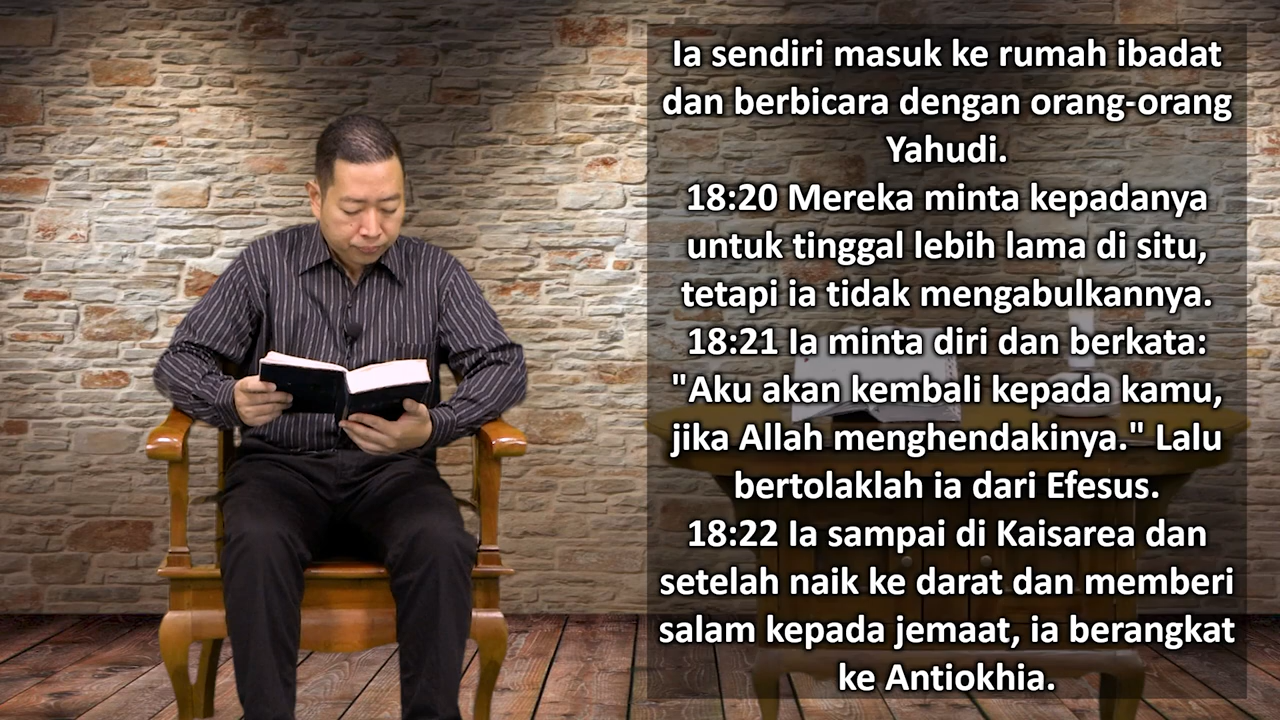 Ia sendiri masuk ke rumah ibadat
dan berbicara dengan orang-orang
Yahudi.
18:20 Mereka minta kepadanya
untuk tinggal lebih lama di situ,
tetapi ia tidak mengabulkannya.
18:21 Ia minta diri dan berkata:
"Aku akan kembali kepada kamu,
jika Allah menghendakinya." Lalu
bertolaklah ia dari Efesus.
18:22 Ia sampai di Kaisarea dan
setelah naik ke darat dan memberi
salam kepada jemaat, ia berangkat
ke Antiokhia.